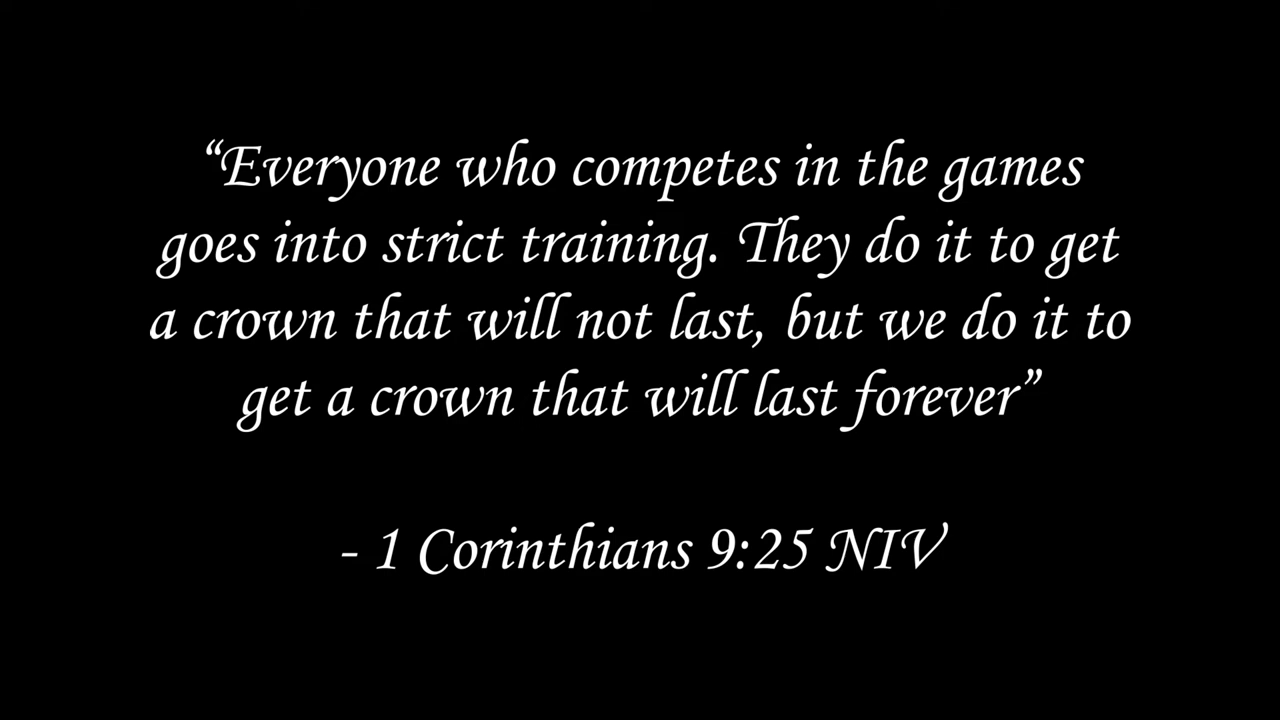 “Everyone who competes in the games
goes into strict training. They do it to get
a crown that will not last, but we do it to
get a crown that will last forever”
- 1 Corinthians 9:25 NIV